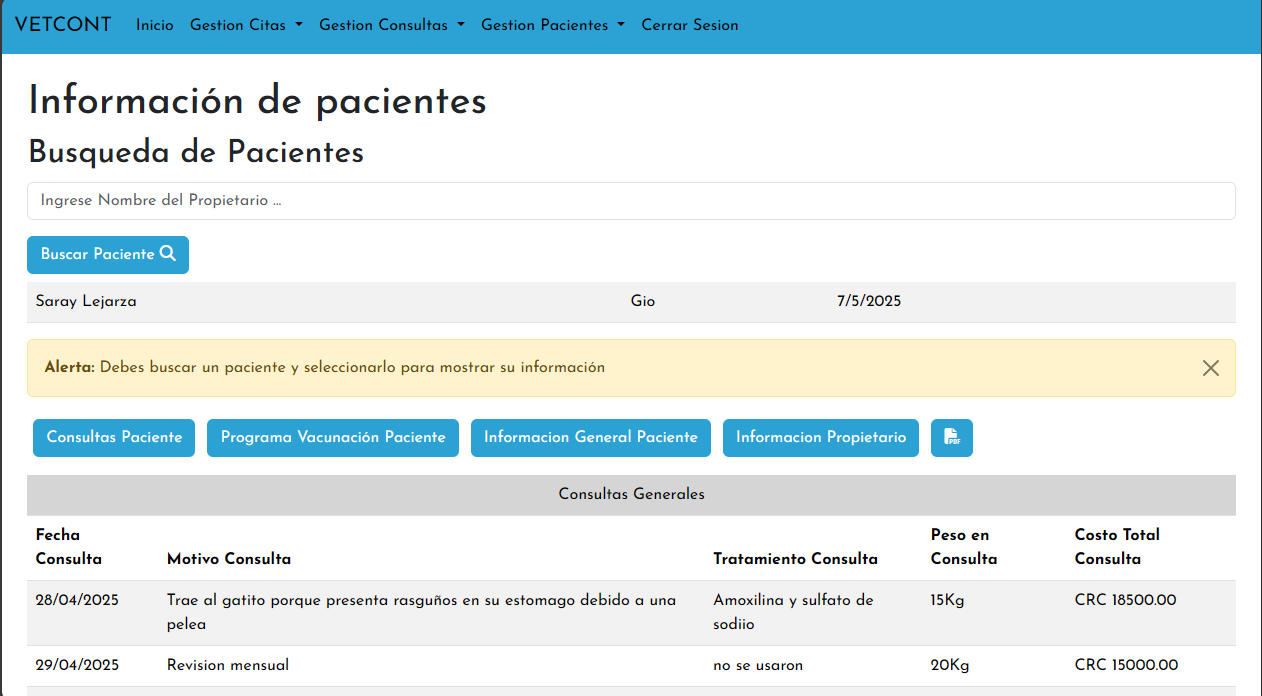 VETCONT Inicio Gestion Citas Gestion Consultas Gestion Pacientes Cerrar Sesion
Información de pacientes
Busqueda de Pacientes
Ingrese Nombre del Propietario ...
Buscar Paciente
Saray Lejarza Gio 7/5/2025
Alerta: Debes buscar un paciente y seleccionarlo para mostrar su información
Consultas Paciente Programa Vacunación Paciente Informacion General Paciente Informacion Propietario PDF
Consultas Generales
Fecha Consulta Motivo Consulta Tratamiento Consulta Peso en Consulta Costo Total Consulta
28/04/2025 Trae al gatito porque presenta rasguños en su estomago debido a una pelea Amoxilina y sulfato de sodiio 15Kg CRC 18500.00
29/04/2025 Revision mensual no se usaron 20Kg CRC 15000.00